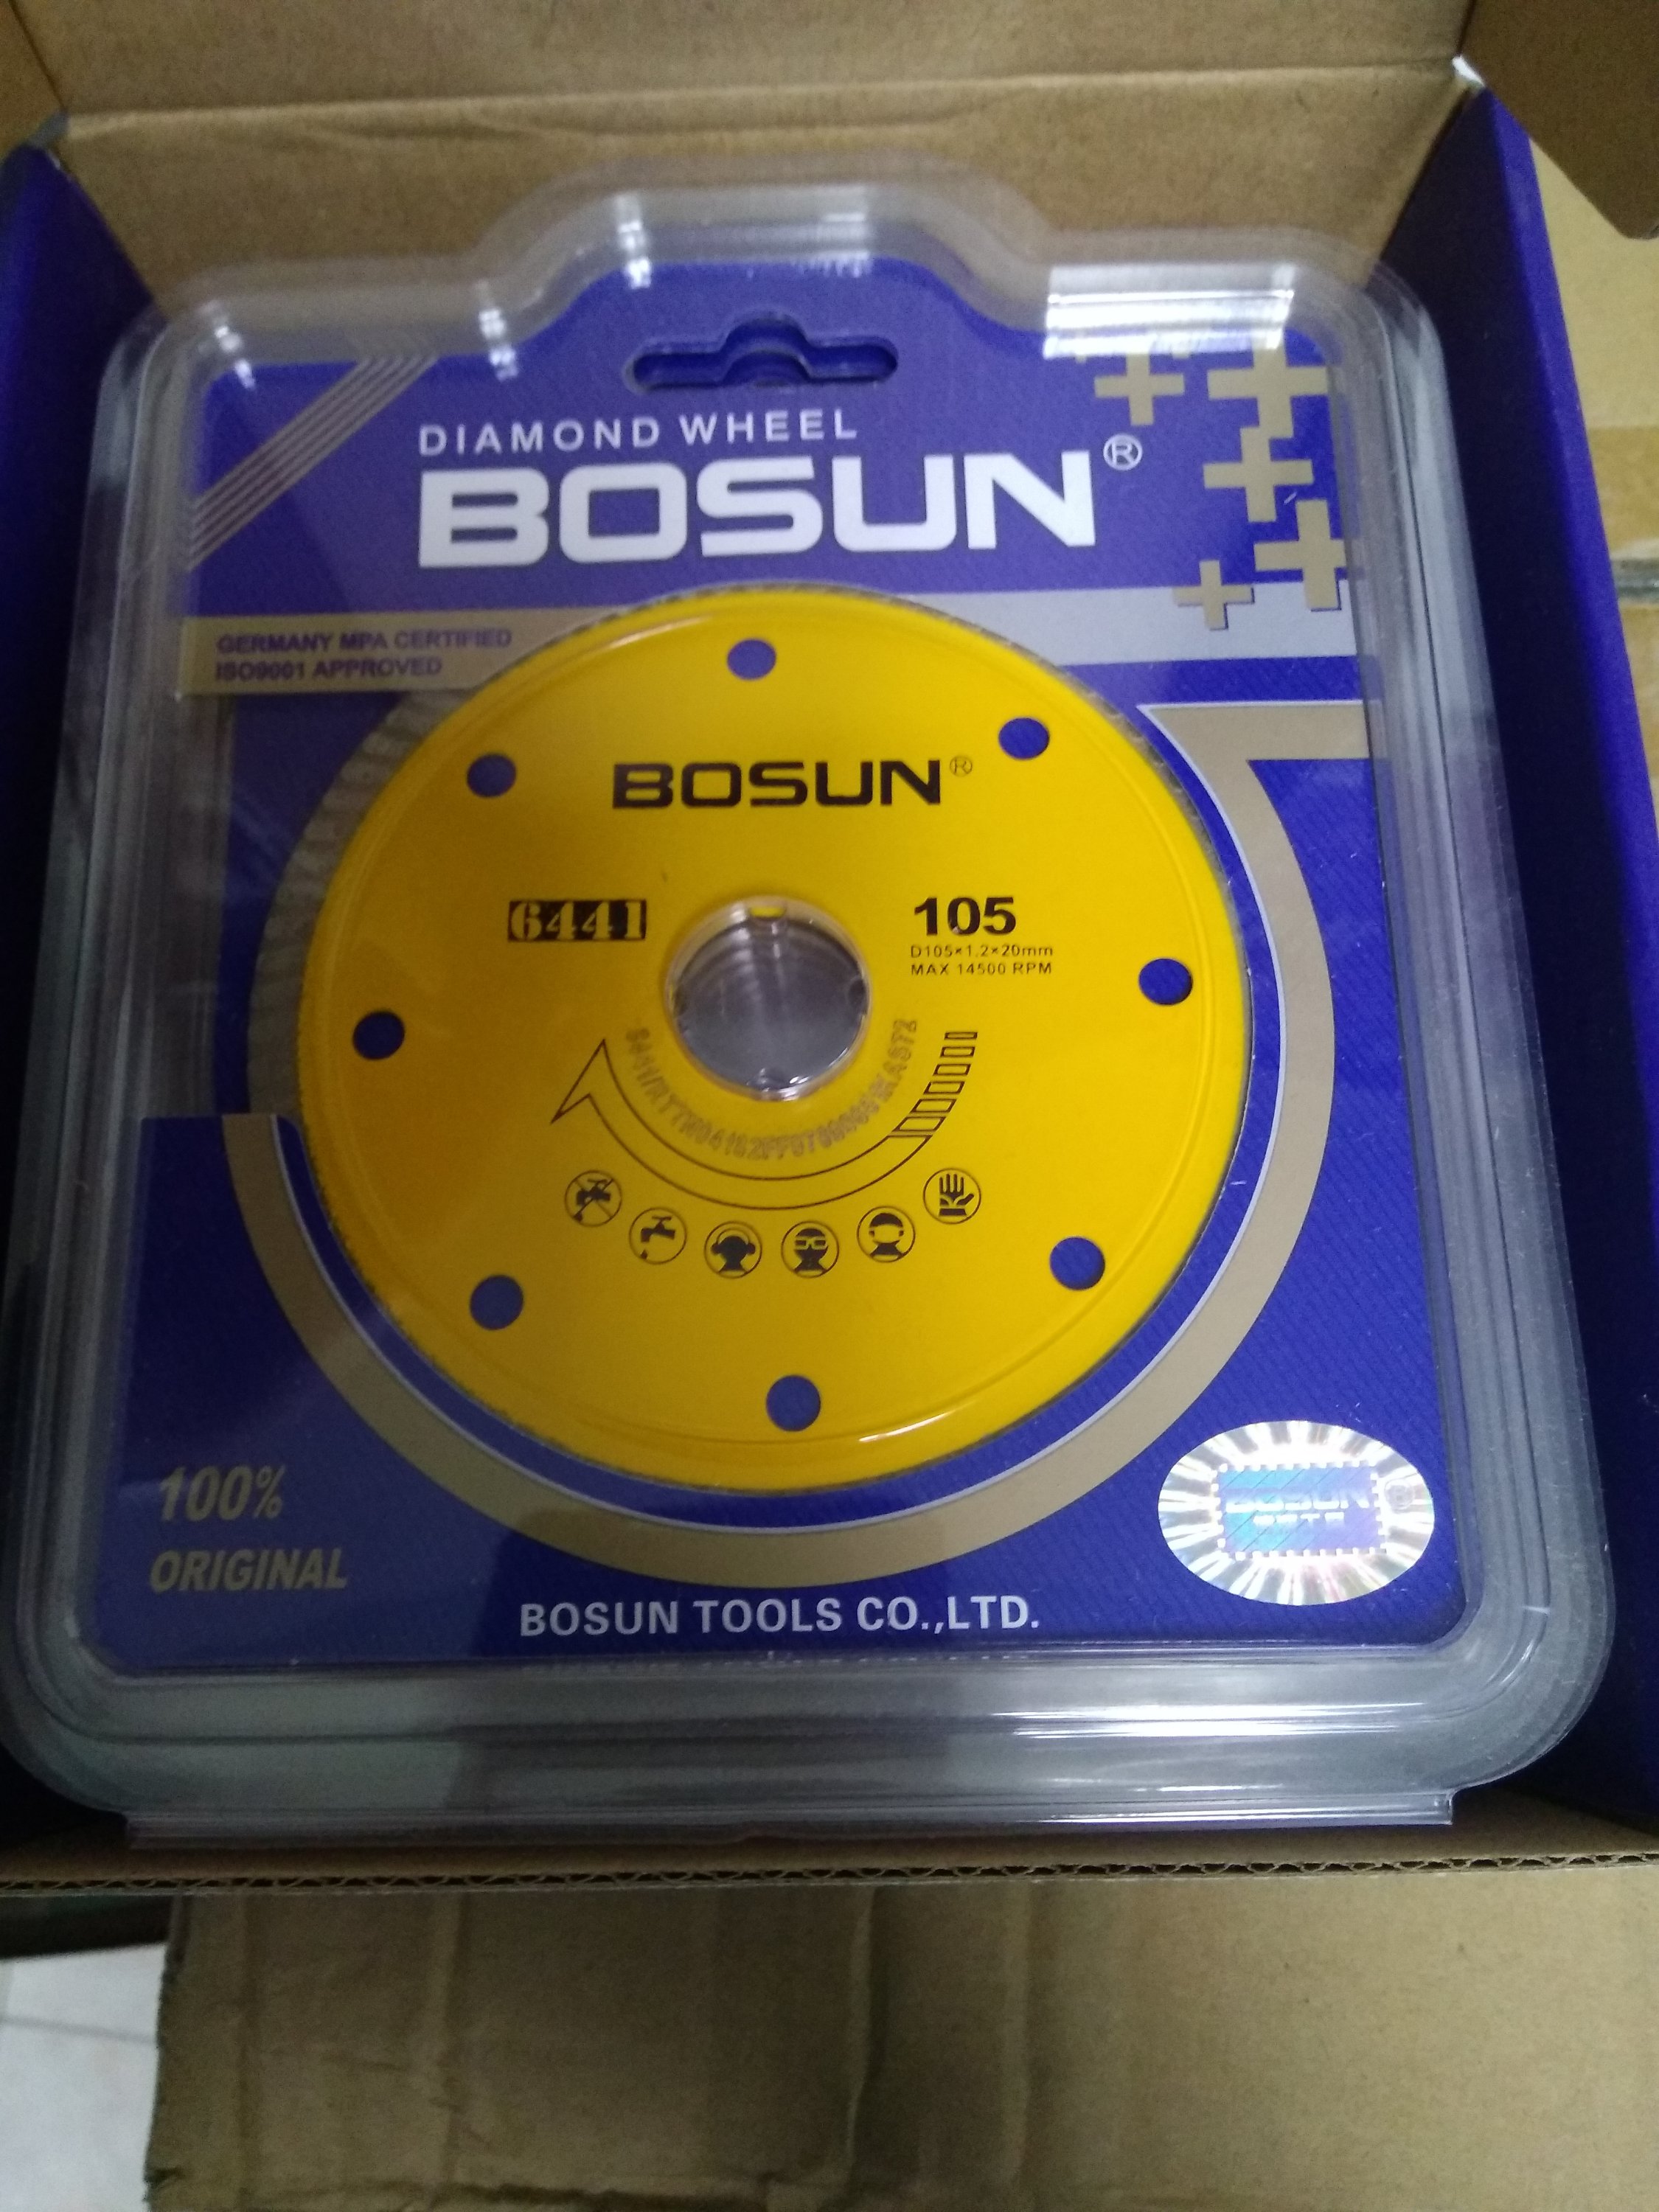 DIAMOND WHEEL
BOSUN®
GERMANY MPA CERTIFIED
ISO9001 APPROVED
BOSUN®
6441
105
D105×1.2×20mm
MAX 14500 RPM
100%
ORIGINAL
BOSUN ®
BOSUN TOOLS CO.,LTD.